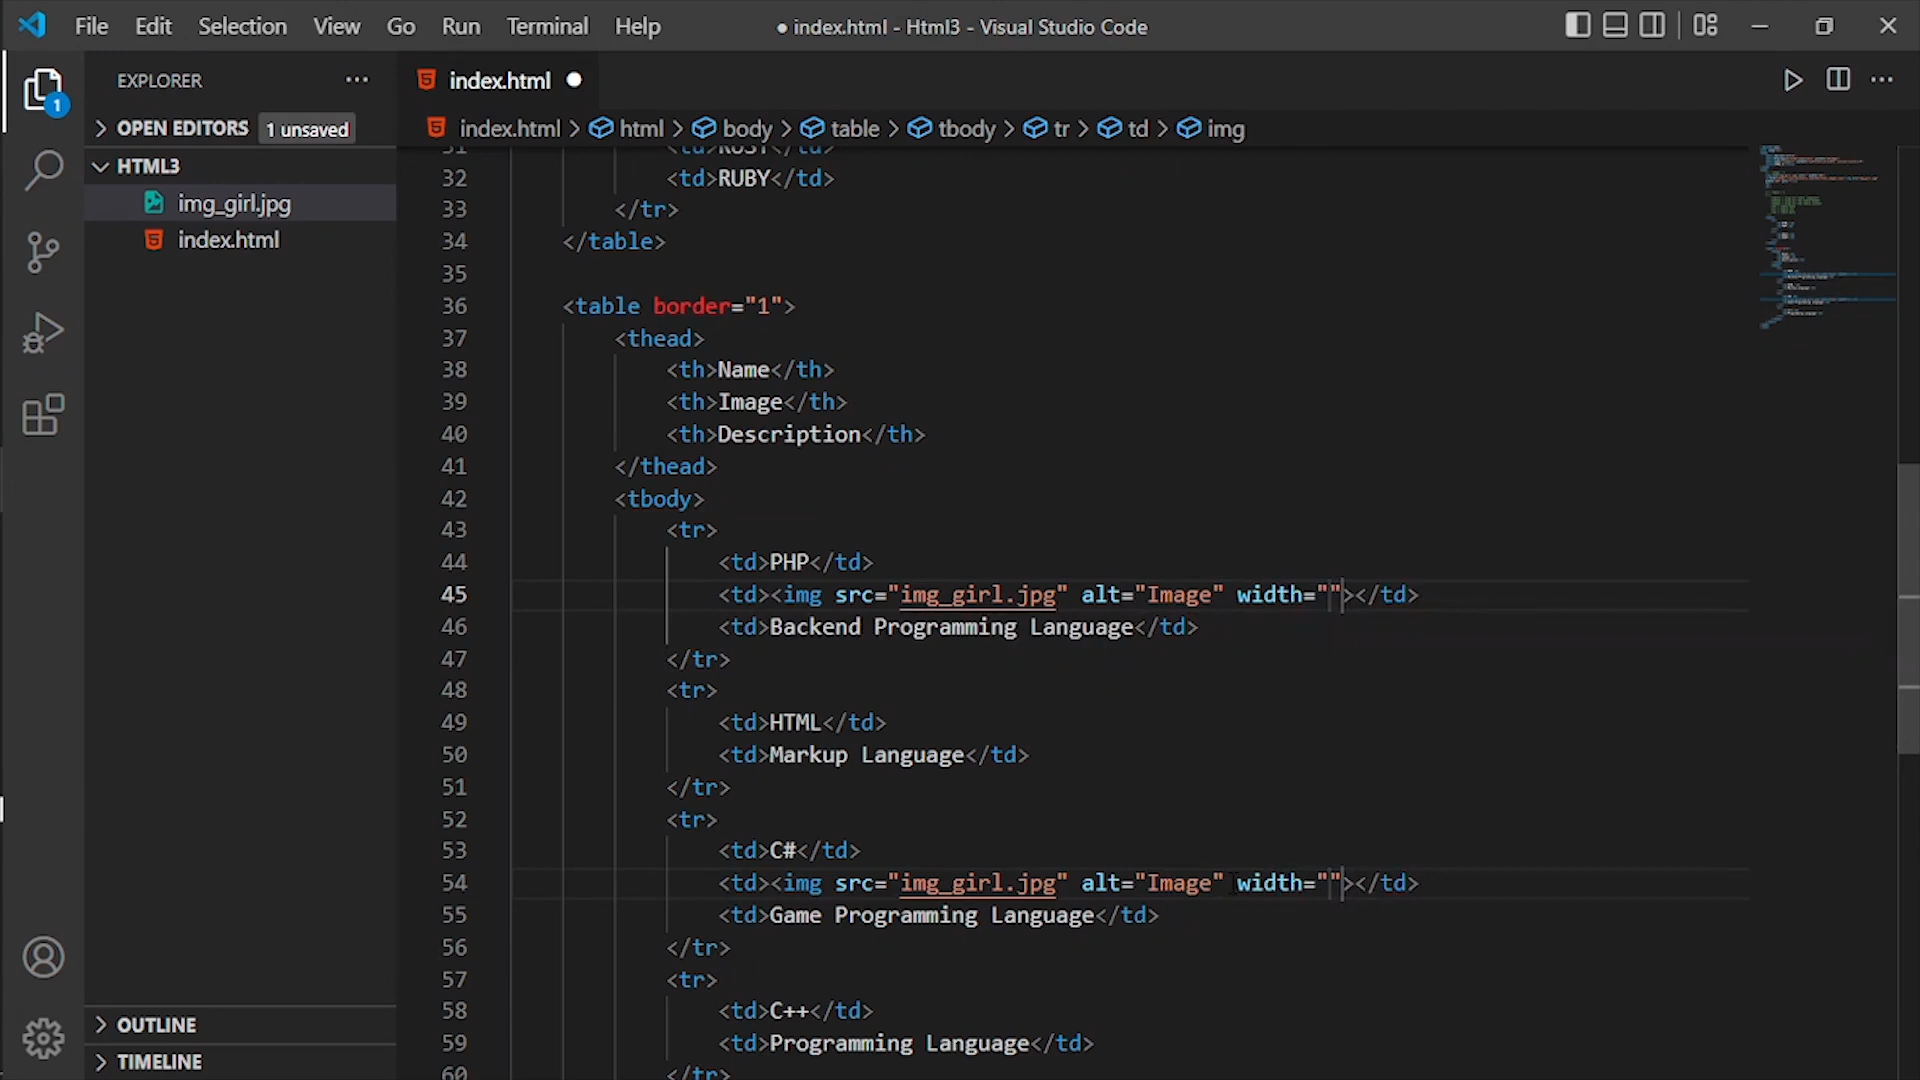 File Edit Selection View Go Run Terminal Help
● index.html - Html3 - Visual Studio Code
EXPLORER
OPEN EDITORS 1 unsaved
HTML3
img_girl.jpg
index.html
OUTLINE
TIMELINE
1
index.html
index.html > html > body > table > tbody > tr > td > img
32 <td>RUBY</td>
33 </tr>
34 </table>
35
36 <table border="1">
37 <thead>
38 <th>Name</th>
39 <th>Image</th>
40 <th>Description</th>
41 </thead>
42 <tbody>
43 <tr>
44 <td>PHP</td>
45 <td><img src="img_girl.jpg" alt="Image" width=""></td>
46 <td>Backend Programming Language</td>
47 </tr>
48 <tr>
49 <td>HTML</td>
50 <td>Markup Language</td>
51 </tr>
52 <tr>
53 <td>C#</td>
54 <td><img src="img_girl.jpg" alt="Image" width=""></td>
55 <td>Game Programming Language</td>
56 </tr>
57 <tr>
58 <td>C++</td>
59 <td>Programming Language</td>
60 </tr>